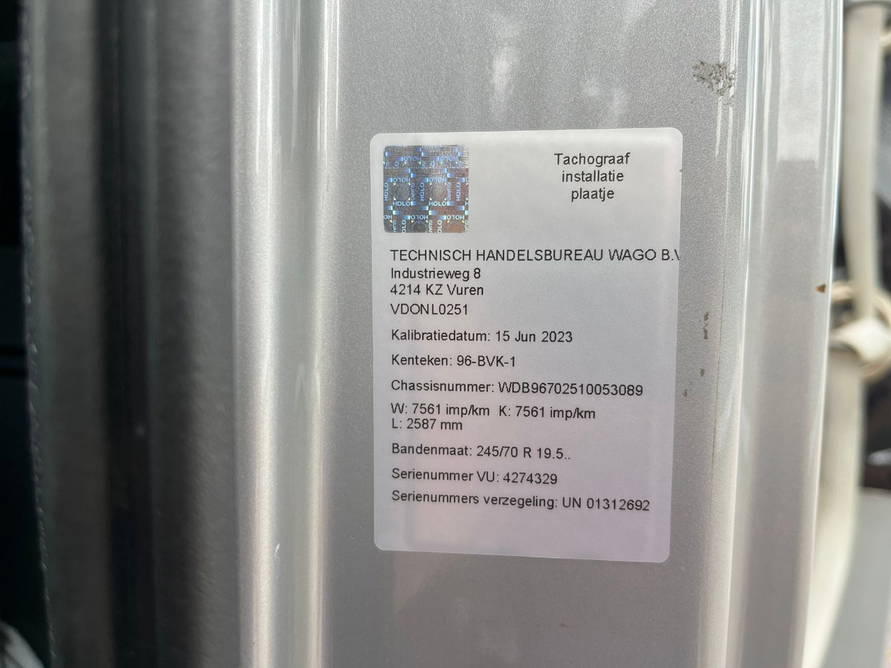 Tachograaf
installatie
plaatje
TECHNISCH HANDELSBUREAU WAGO B.V
Industrieweg 8
4214 KZ Vuren
VDONL0251
Kalibratiedatum: 15 Jun 2023
Kenteken: 96-BVK-1
Chassisnummer: WDB96702510053089
W: 7561 imp/km K: 7561 imp/km
L: 2587 mm
Bandenmaat: 245/70 R 19.5..
Serienummer VU: 4274329
Serienummers verzegeling: UN 01312692